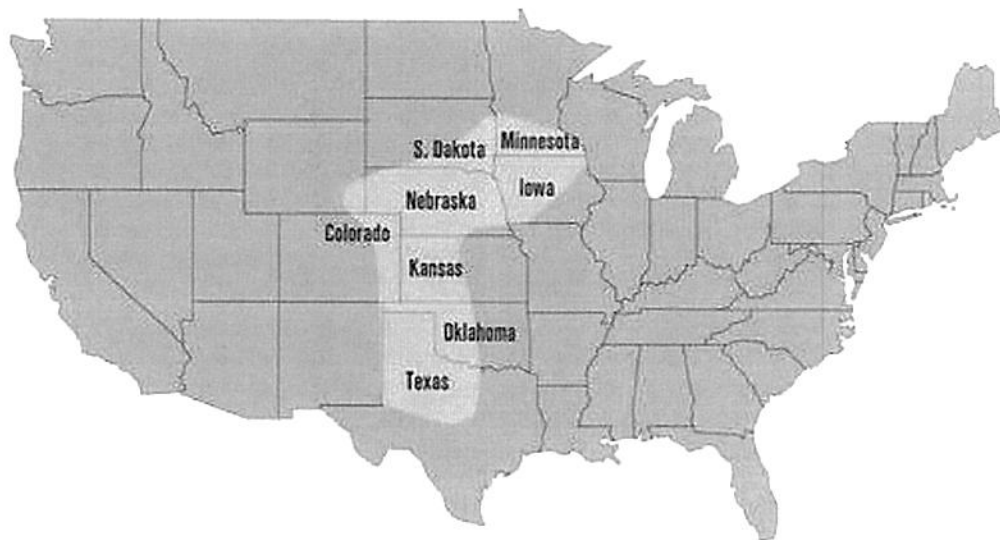 Minnesota
S. Dakota
Iowa
Nebraska
Colorado
Kansas
Oklahoma
Texas